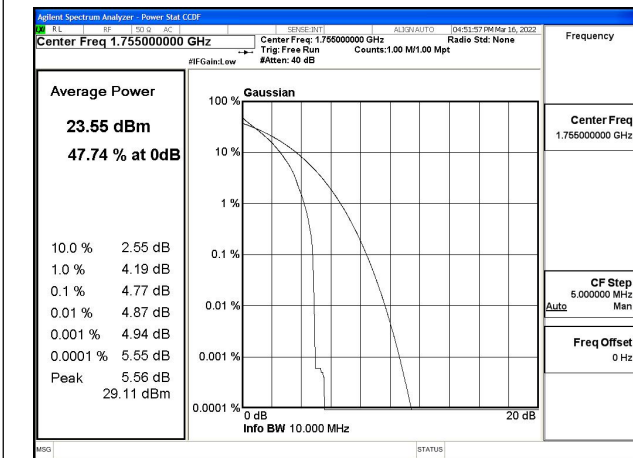 Agilent Spectrum Analyzer - Power Stat CCDF
RL RF 50 Ω AC SENSE:INT ALIGNAUTO 04:51:57 PM Mar 16, 2022
Center Freq 1.755000000 GHz
Center Freq: 1.755000000 GHz Radio Std: None
Trig: Free Run Counts:1.00 M/1.00 Mpt
#IFGain:Low #Atten: 40 dB
Frequency
Average Power
23.55 dBm
47.74 % at 0dB
10.0 % 2.55 dB
1.0 % 4.19 dB
0.1 % 4.77 dB
0.01 % 4.87 dB
0.001 % 4.94 dB
0.0001 % 5.55 dB
Peak 5.56 dB
29.11 dBm
Gaussian
100 %
10 %
1 %
0.1 %
0.01 %
0.001 %
0.0001 %
0 dB 20 dB
Info BW 10.000 MHz
Center Freq
1.755000000 GHz
CF Step
5.000000 MHz
Auto Man
Freq Offset
0 Hz
MSG STATUS